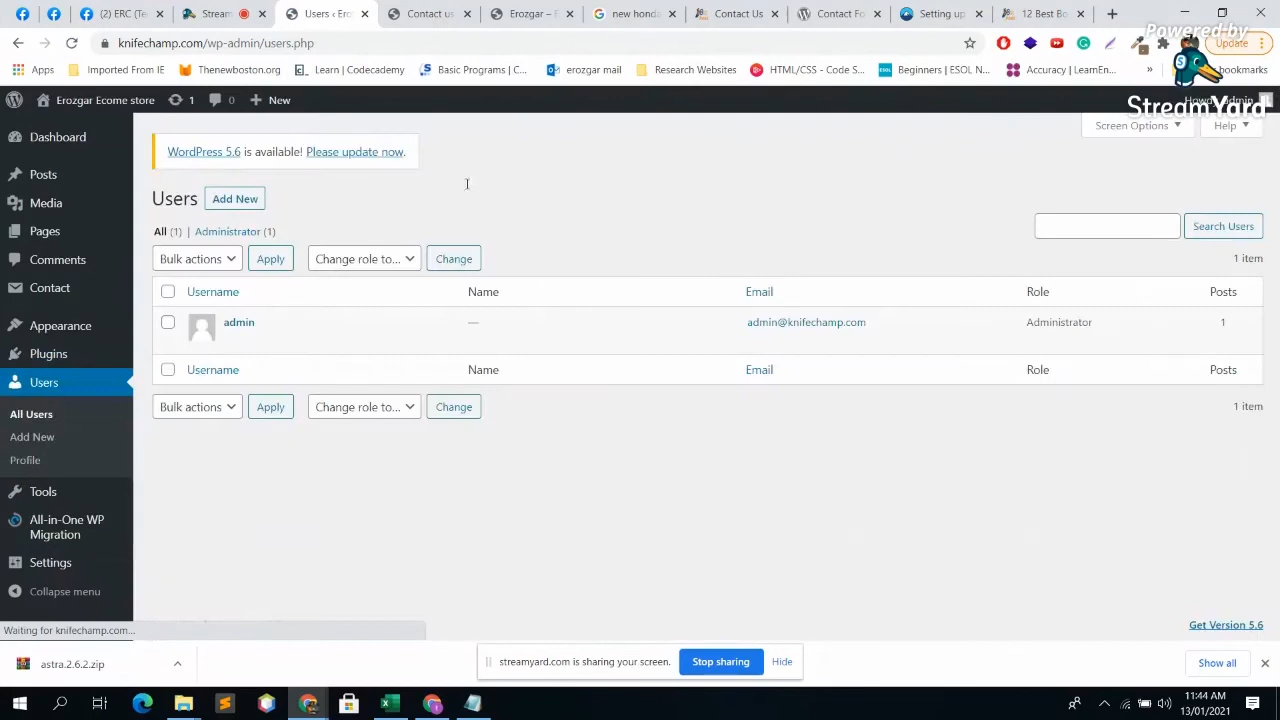 (2) ERC (Te
Stream
Users ‹ Eroz
Contact us
Erozgar – E
new honda
Contact Us
Contact Fo
Setting up
12 Best Bo
knifechamp.com/wp-admin/users.php
Update
Powered by
Apps
Imported From IE
Thenewboston.org
Learn | Codecademy
Basic Programs | C...
erozgar mail
Research Websites
HTML/CSS - Code S...
Beginners | ESOL N...
Accuracy | LearnEn...
»
bookmarks
Erozgar Ecome store
1
0
New
StreamYard
Screen Options
Help
WordPress 5.6 is available! Please update now.
Users
Add New
All (1) | Administrator (1)
Search Users
Bulk actions
Apply
Change role to...
Change
1 item
Username
Name
Email
Role
Posts
admin
—
admin@knifechamp.com
Administrator
1
Username
Name
Email
Role
Posts
Bulk actions
Apply
Change role to...
Change
1 item
Dashboard
Posts
Media
Pages
Comments
Contact
Appearance
Plugins
Users
All Users
Add New
Profile
Tools
All-in-One WP
Migration
Settings
Collapse menu
Get Version 5.6
Waiting for knifechamp.com...
astra.2.6.2.zip
streamyard.com is sharing your screen.
Stop sharing
Hide
Show all
11:44 AM
13/01/2021